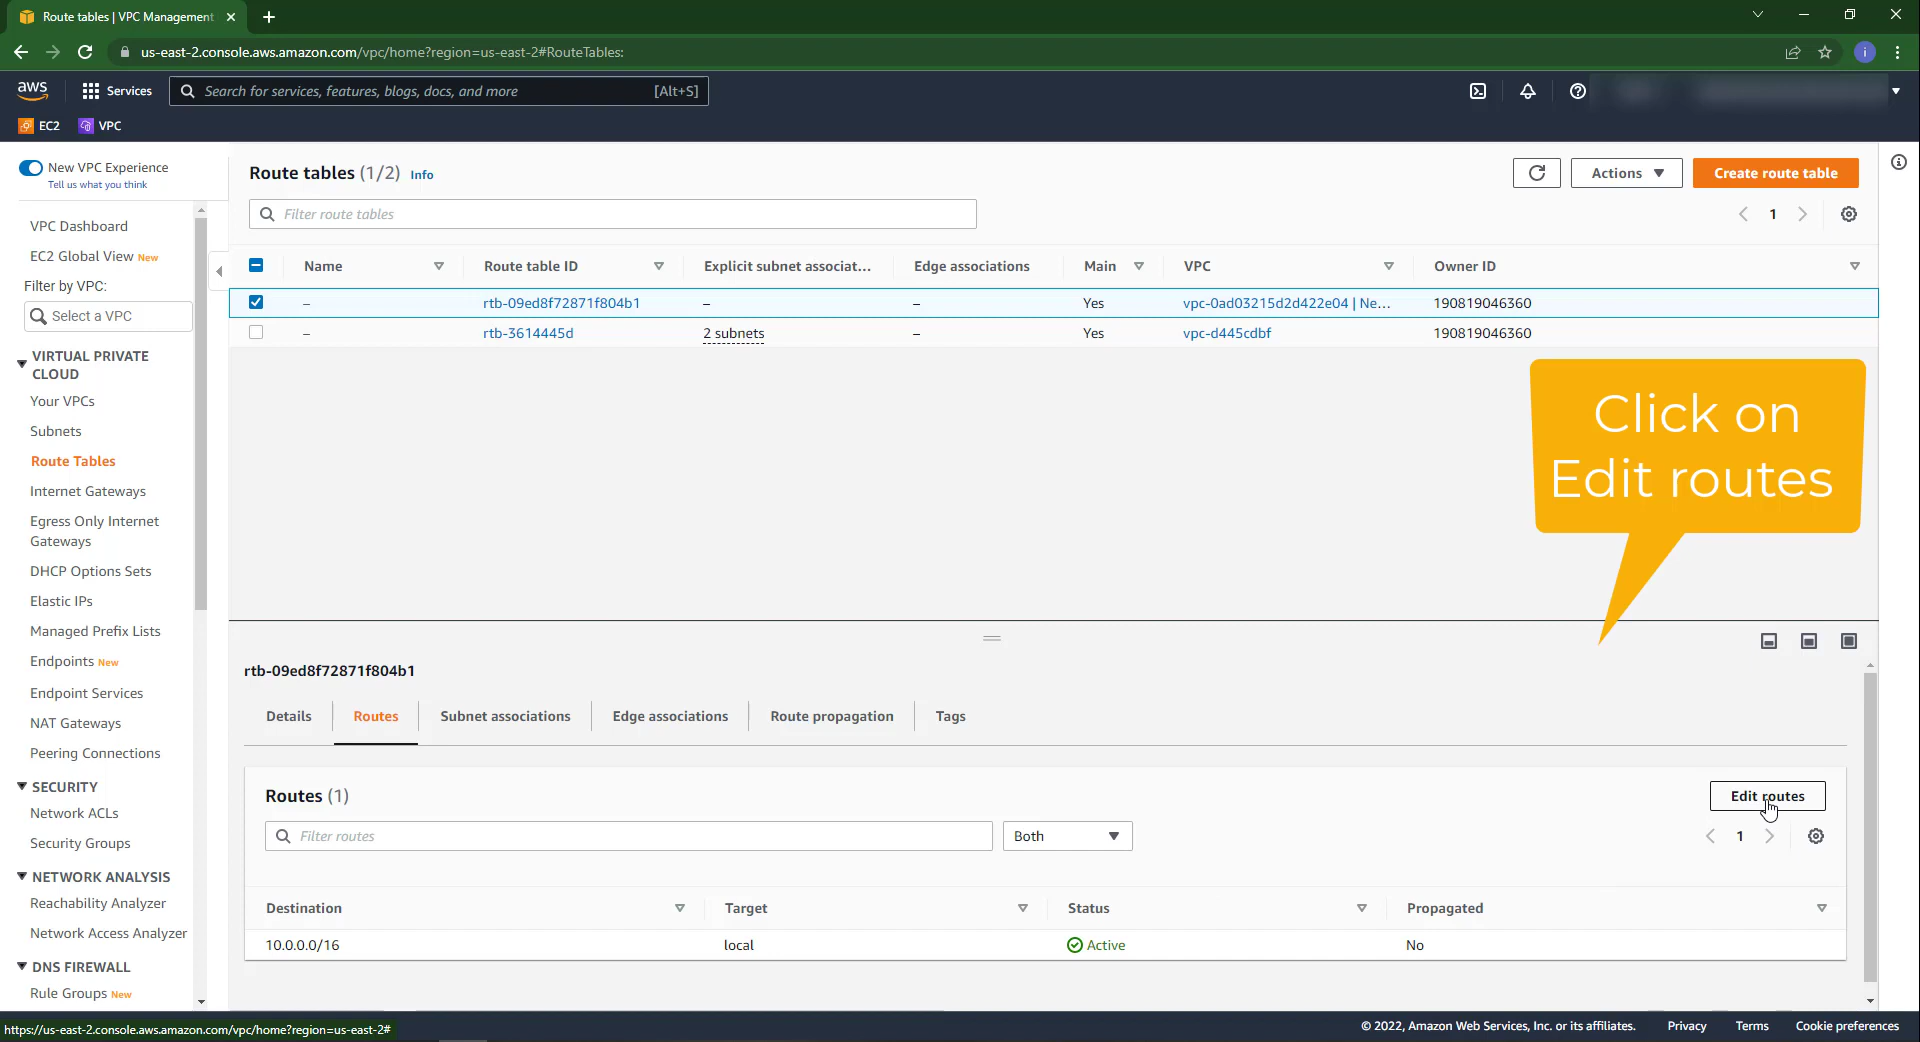 Route tables | VPC Management
us-east-2.console.aws.amazon.com/vpc/home?region=us-east-2#RouteTables:
i
aws
Services
Search for services, features, blogs, docs, and more
[Alt+S]
EC2
VPC
New VPC Experience
Tell us what you think
VPC Dashboard
EC2 Global View New
Filter by VPC:
Select a VPC
VIRTUAL PRIVATE
CLOUD
Your VPCs
Subnets
Route Tables
Internet Gateways
Egress Only Internet
Gateways
DHCP Options Sets
Elastic IPs
Managed Prefix Lists
Endpoints New
Endpoint Services
NAT Gateways
Peering Connections
SECURITY
Network ACLs
Security Groups
NETWORK ANALYSIS
Reachability Analyzer
Network Access Analyzer
DNS FIREWALL
Rule Groups New
Route tables (1/2) Info
Actions
Create route table
Filter route tables
1
Name Route table ID Explicit subnet associat... Edge associations Main VPC Owner ID
– rtb-09ed8f72871f804b1 – – Yes vpc-0ad03215d2d422e04 | Ne... 190819046360
– rtb-3614445d 2 subnets – Yes vpc-d445cdbf 190819046360
Click on
Edit routes
rtb-09ed8f72871f804b1
Details Routes Subnet associations Edge associations Route propagation Tags
Routes (1)
Edit routes
Filter routes
Both
1
Destination Target Status Propagated
10.0.0.0/16 local Active No
https://us-east-2.console.aws.amazon.com/vpc/home?region=us-east-2#
© 2022, Amazon Web Services, Inc. or its affiliates. Privacy Terms Cookie preferences